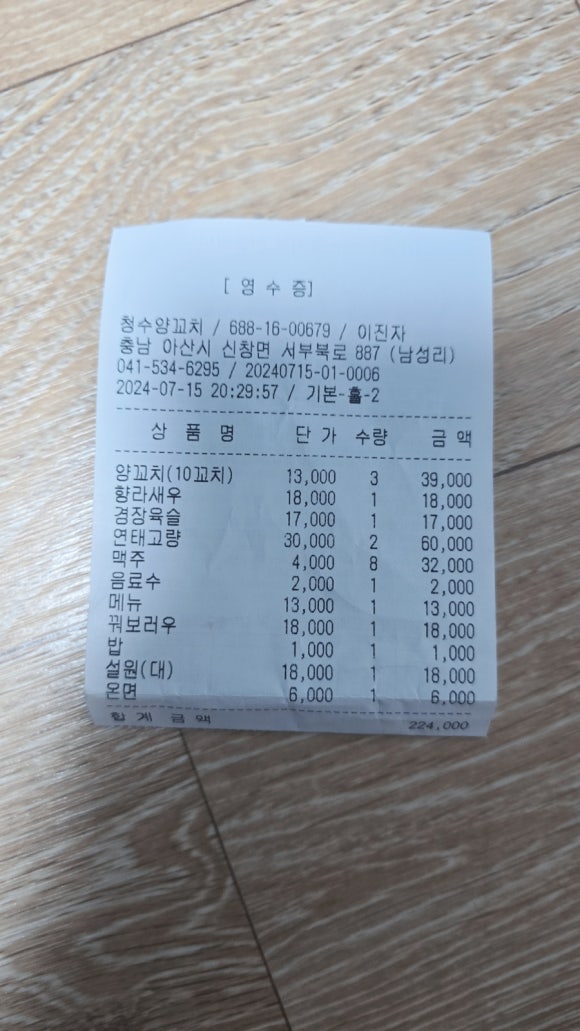 [ 영 수 증]
청수양꼬치 / 688-16-00679 / 이진자
충남 아산시 신창면 서부북로 887 (남성리)
041-534-6295 / 20240715-01-0006
2024-07-15 20:29:57 / 기본-홀-2
상 품 명 단 가 수량 금 액
양꼬치(10꼬치) 13,000 3 39,000
향라새우 18,000 1 18,000
경장육슬 17,000 1 17,000
연태고량 30,000 2 60,000
맥주 4,000 8 32,000
음료수 2,000 1 2,000
메뉴 13,000 1 13,000
꿔보러우 18,000 1 18,000
밥 1,000 1 1,000
설원(대) 18,000 1 18,000
온면 6,000 1 6,000
합 계 금 액 224,000